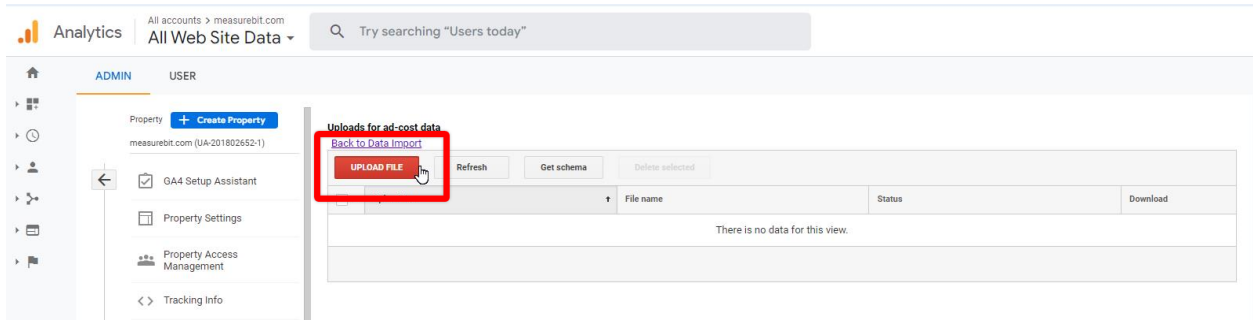 Analytics
All accounts > measurebit.com
All Web Site Data
Try searching “Users today”
ADMIN USER
Property + Create Property
measurebit.com (UA-201802652-1)
GA4 Setup Assistant
Property Settings
Property Access
Management
Tracking Info
Uploads for ad-cost data
Back to Data Import
UPLOAD FILE Refresh Get schema Delete selected
File name Status Download
There is no data for this view.